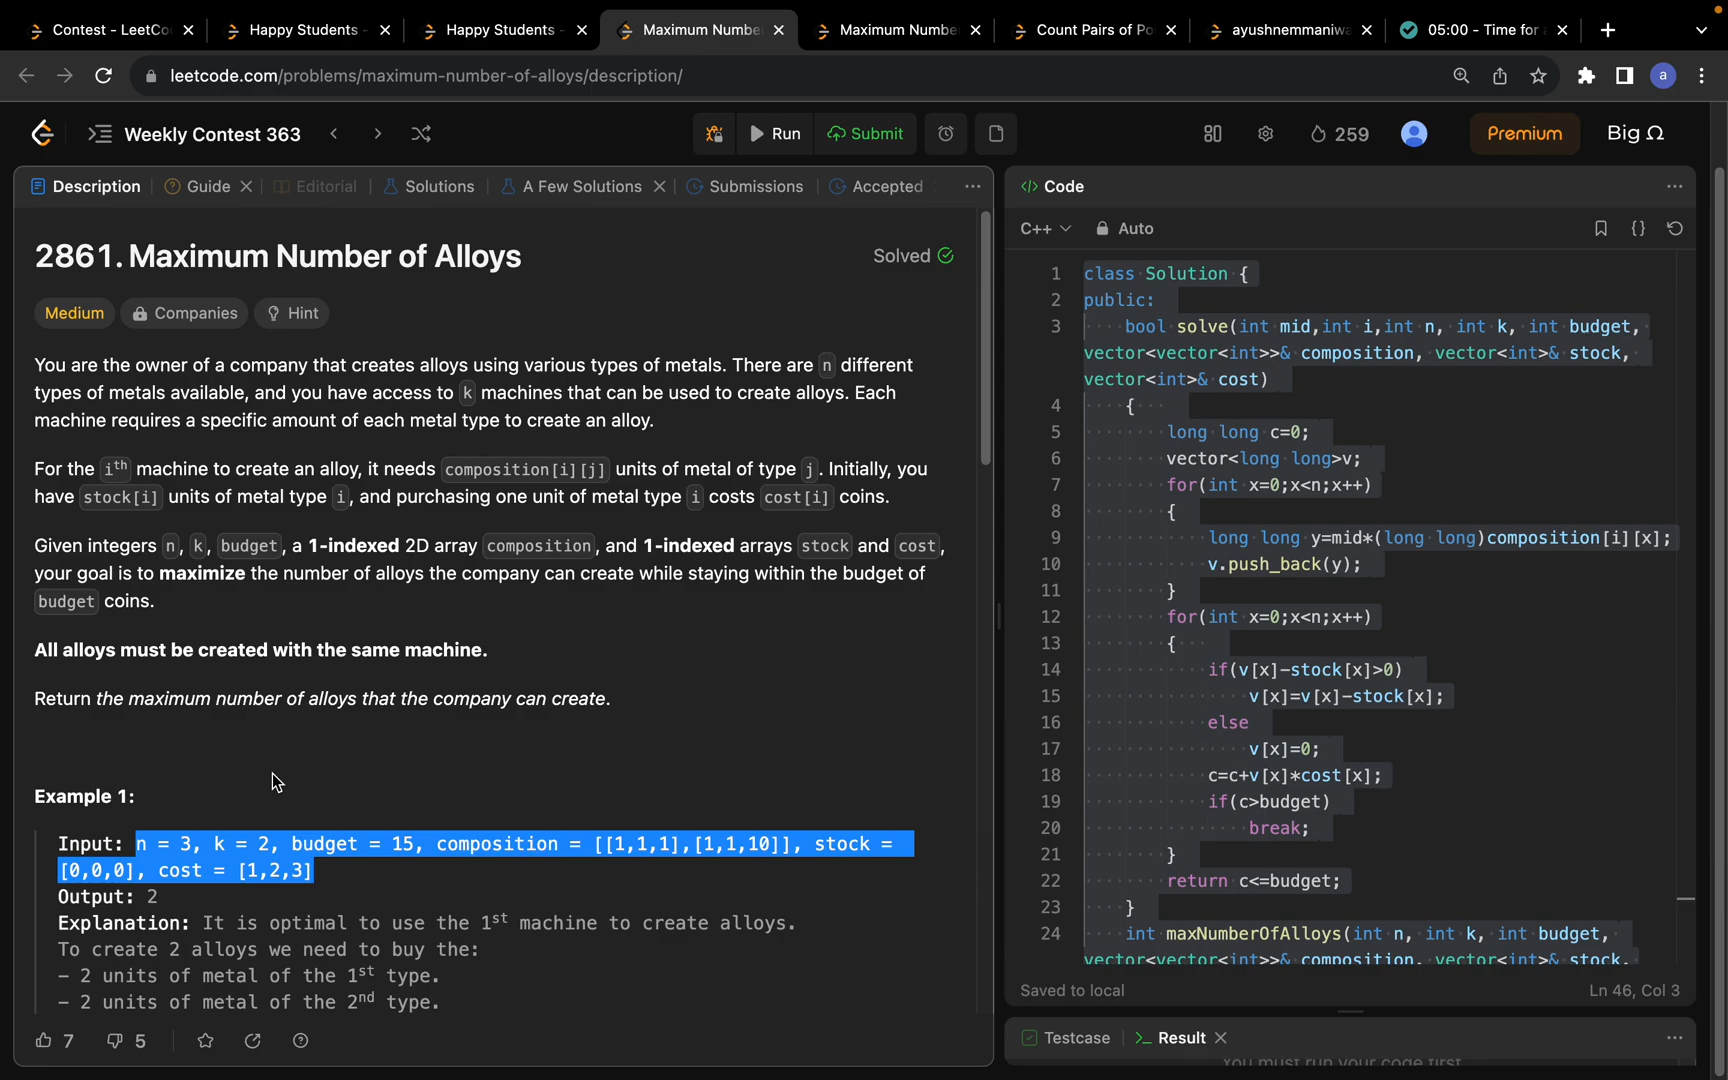 Contest - LeetCo
Happy Students -
Happy Students -
Maximum Numbe
Maximum Numbe
Count Pairs of Po
ayushnemmaniwa
05:00 - Time for a
leetcode.com/problems/maximum-number-of-alloys/description/
a
Weekly Contest 363
Run
Submit
259
Premium
Big Ω
Description
Guide
Editorial
Solutions
A Few Solutions
Submissions
Accepted
2861. Maximum Number of Alloys
Solved
Medium
Companies
Hint
You are the owner of a company that creates alloys using various types of metals. There are n different
types of metals available, and you have access to k machines that can be used to create alloys. Each
machine requires a specific amount of each metal type to create an alloy.
For the ith machine to create an alloy, it needs composition[i][j] units of metal of type j. Initially, you
have stock[i] units of metal type i, and purchasing one unit of metal type i costs cost[i] coins.
Given integers n, k, budget, a 1-indexed 2D array composition, and 1-indexed arrays stock and cost,
your goal is to maximize the number of alloys the company can create while staying within the budget of
budget coins.
All alloys must be created with the same machine.
Return the maximum number of alloys that the company can create.
Example 1:
Input: n = 3, k = 2, budget = 15, composition = [[1,1,1],[1,1,10]], stock =
[0,0,0], cost = [1,2,3]
Output: 2
Explanation: It is optimal to use the 1st machine to create alloys.
To create 2 alloys we need to buy the:
- 2 units of metal of the 1st type.
- 2 units of metal of the 2nd type.
7
5
Code
C++
Auto
1 class Solution {
2 public:
3 bool solve(int mid,int i,int n, int k, int budget,
vector<vector<int>>& composition, vector<int>& stock,
vector<int>& cost)
4 {
5 long long c=0;
6 vector<long long>v;
7 for(int x=0;x<n;x++)
8 {
9 long long y=mid*(long long)composition[i][x];
10 v.push_back(y);
11 }
12 for(int x=0;x<n;x++)
13 {
14 if(v[x]-stock[x]>0)
15 v[x]=v[x]-stock[x];
16 else
17 v[x]=0;
18 c=c+v[x]*cost[x];
19 if(c>budget)
20 break;
21 }
22 return c<=budget;
23 }
24 int maxNumberOfAlloys(int n, int k, int budget,
vector<vector<int>>& composition, vector<int>& stock,
Saved to local
Ln 46, Col 3
Testcase
Result
You must run your code first